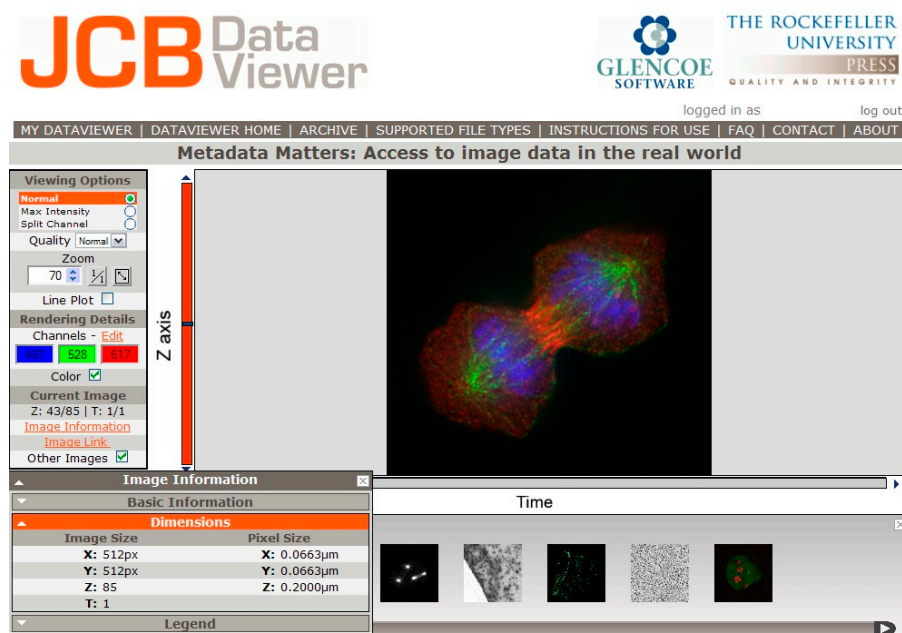 JCB Data Viewer
GLENCOE
SOFTWARE
THE ROCKEFELLER
UNIVERSITY
PRESS
QUALITY AND INTEGRITY
logged in as log out
MY DATAVIEWER | DATAVIEWER HOME | ARCHIVE | SUPPORTED FILE TYPES | INSTRUCTIONS FOR USE | FAQ | CONTACT | ABOUT
Metadata Matters: Access to image data in the real world
Viewing Options
Normal
Max Intensity
Split Channel
Quality Normal
Zoom
70 1/1
Line Plot
Rendering Details
Channels - Edit
457 528 617
Color
Current Image
Z: 43/85 | T: 1/1
Image Information
Image Link
Other Images
Z axis
Time
Image Information
Basic Information
Dimensions
Image Size Pixel Size
X: 512px X: 0.0663µm
Y: 512px Y: 0.0663µm
Z: 85 Z: 0.2000µm
T: 1
Legend